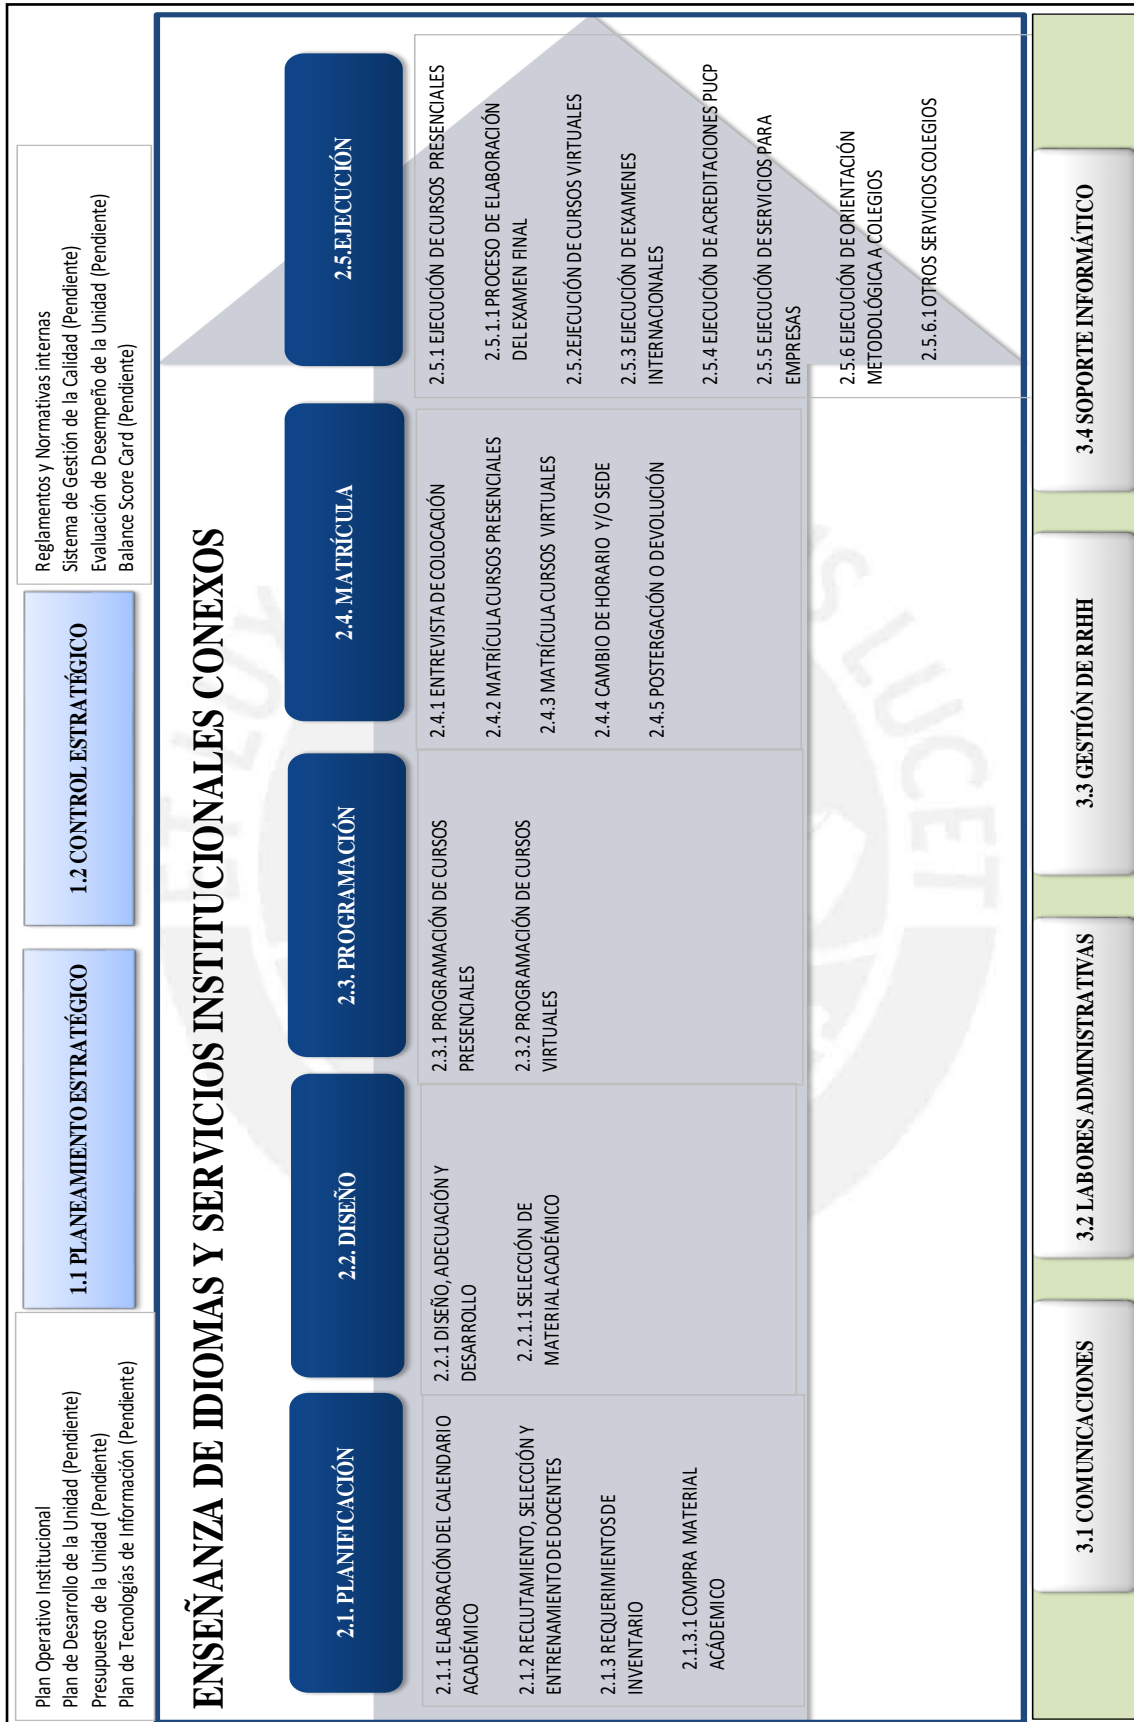 Plan Operativo Institucional
Plan de Desarrollo de la Unidad (Pendiente)
Presupuesto de la Unidad (Pendiente)
Plan de Tecnologías de Información (Pendiente)
1.1 PLANEAMIENTO ESTRATÉGICO
1.2 CONTROL ESTRATÉGICO
Reglamentos y Normativas internas
Sistema de Gestión de la Calidad (Pendiente)
Evaluación de Desempeño de la Unidad (Pendiente)
Balance Score Card (Pendiente)
ENSEÑANZA DE IDIOMAS Y SERVICIOS INSTITUCIONALES CONEXOS
2.1. PLANIFICACIÓN
2.1.1 ELABORACIÓN DEL CALENDARIO
ACADÉMICO
2.1.2 RECLUTAMIENTO, SELECCIÓN Y
ENTRENAMIENTO DE DOCENTES
2.1.3 REQUERIMIENTOS DE
INVENTARIO
2.1.3.1 COMPRA MATERIAL
ACÁDEMICO
2.2. DISEÑO
2.2.1 DISEÑO, ADECUACIÓN Y
DESARROLLO
2.2.1.1 SELECCIÓN DE
MATERIAL ACADÉMICO
2.3. PROGRAMACIÓN
2.3.1 PROGRAMACIÓN DE CURSOS
PRESENCIALES
2.3.2 PROGRAMACIÓN DE CURSOS
VIRTUALES
2.4. MATRÍCULA
2.4.1 ENTREVISTA DE COLOCACIÓN
2.4.2 MATRÍCULA CURSOS PRESENCIALES
2.4.3 MATRÍCULA CURSOS VIRTUALES
2.4.4 CAMBIO DE HORARIO Y/O SEDE
2.4.5 POSTERGACIÓN O DEVOLUCIÓN
2.5.EJECUCIÓN
2.5.1 EJECUCIÓN DE CURSOS PRESENCIALES
2.5.1.1 PROCESO DE ELABORACIÓN
DEL EXAMEN FINAL
2.5.2EJECUCIÓN DE CURSOS VIRTUALES
2.5.3 EJECUCIÓN DE EXAMENES
INTERNACIONALES
2.5.4 EJECUCIÓN DE ACREDITACIONES PUCP
2.5.5 EJECUCIÓN DE SERVICIOS PARA
EMPRESAS
2.5.6 EJECUCIÓN DE ORIENTACIÓN
METODOLÓGICA A COLEGIOS
2.5.6.1 OTROS SERVICIOS COLEGIOS
3.1 COMUNICACIONES
3.2 LABORES ADMINISTRATIVAS
3.3 GESTIÓN DE RRHH
3.4 SOPORTE INFORMÁTICO